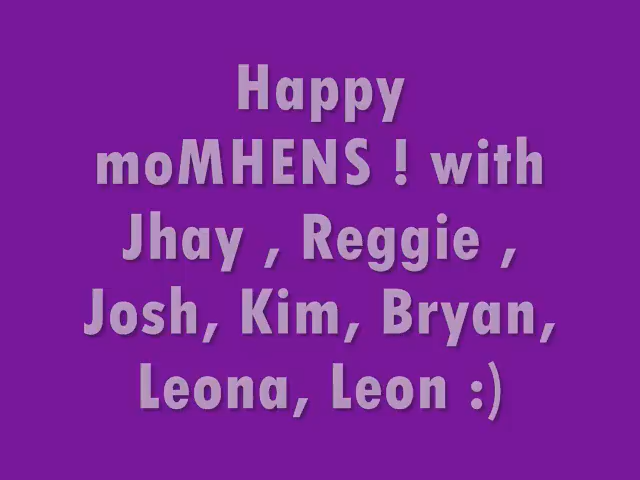 Happy
moMHENS ! with
Jhay , Reggie ,
Josh, Kim, Bryan,
Leona, Leon :)